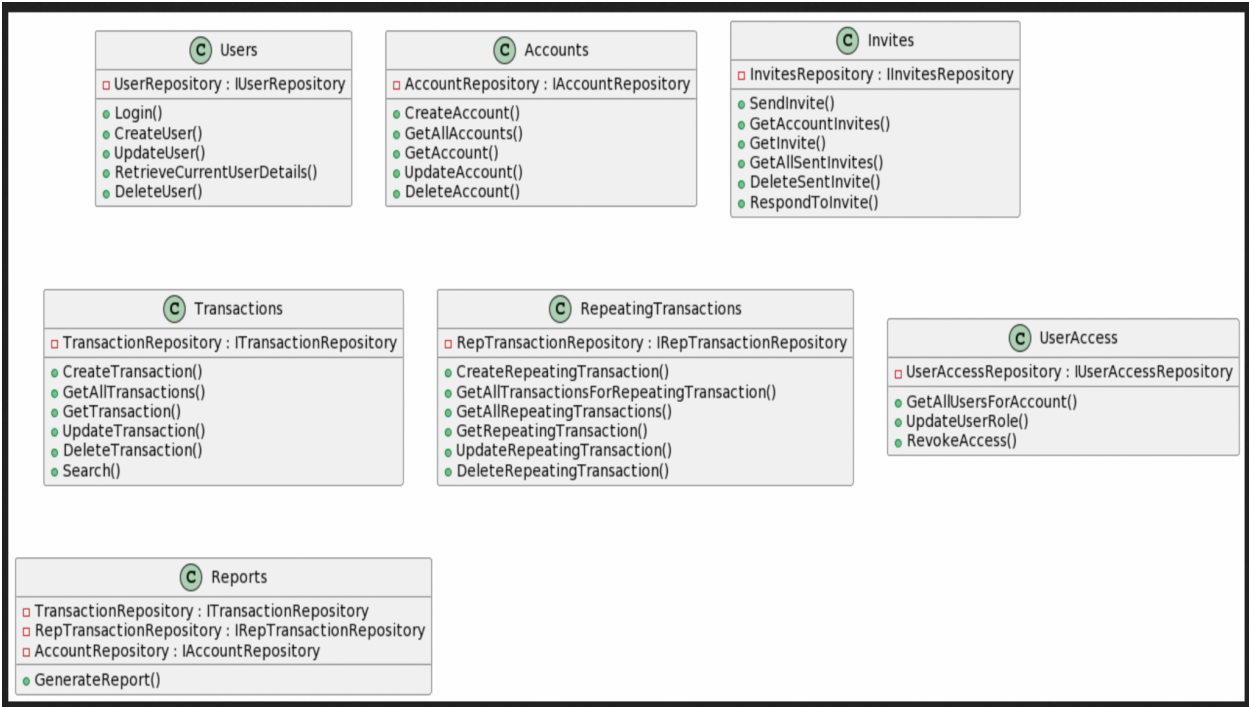 C Users
UserRepository : IUserRepository
Login()
CreateUser()
UpdateUser()
RetrieveCurrentUserDetails()
DeleteUser()
C Accounts
AccountRepository : IAccountRepository
CreateAccount()
GetAllAccounts()
GetAccount()
UpdateAccount()
DeleteAccount()
C Invites
InvitesRepository : IInvitesRepository
SendInvite()
GetAccountInvites()
GetInvite()
GetAllSentInvites()
DeleteSentInvite()
RespondToInvite()
C Transactions
TransactionRepository : ITransactionRepository
CreateTransaction()
GetAllTransactions()
GetTransaction()
UpdateTransaction()
DeleteTransaction()
Search()
C RepeatingTransactions
RepTransactionRepository : IRepTransactionRepository
CreateRepeatingTransaction()
GetAllTransactionsForRepeatingTransaction()
GetAllRepeatingTransactions()
GetRepeatingTransaction()
UpdateRepeatingTransaction()
DeleteRepeatingTransaction()
C UserAccess
UserAccessRepository : IUserAccessRepository
GetAllUsersForAccount()
UpdateUserRole()
RevokeAccess()
C Reports
TransactionRepository : ITransactionRepository
RepTransactionRepository : IRepTransactionRepository
AccountRepository : IAccountRepository
GenerateReport()